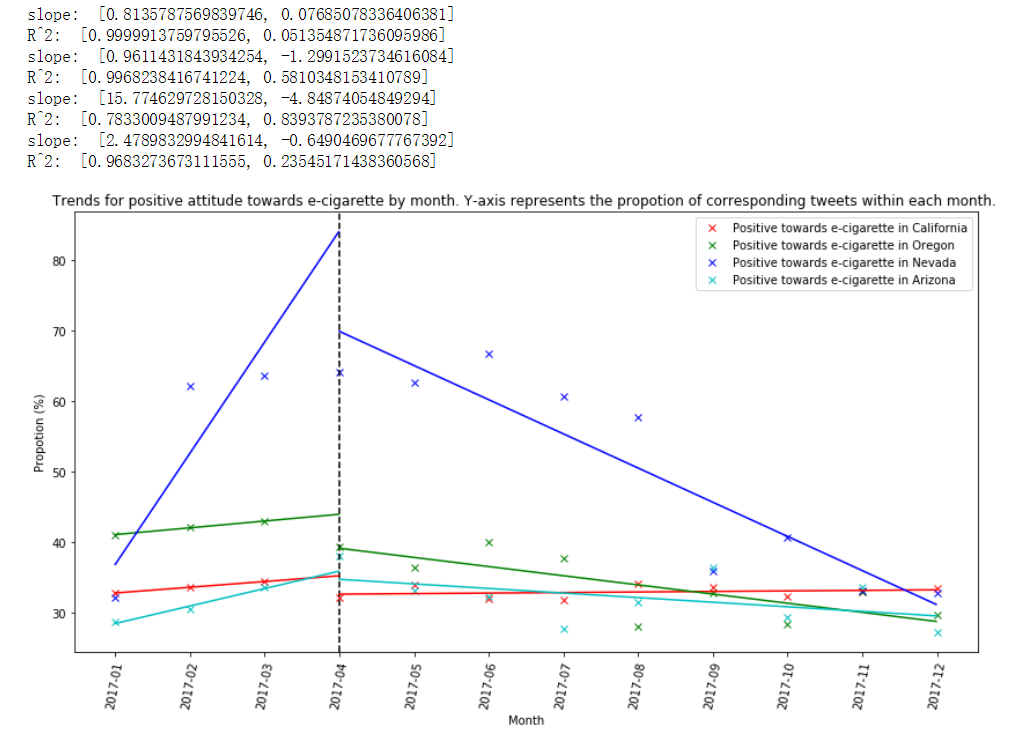 slope:  [0.8135787569839746, 0.07685078336406381]
R^2:  [0.9999913759795526, 0.051354871736095986]
slope:  [0.9611431843934254, -1.2991523734616084]
R^2:  [0.9968238416741224, 0.5810348153410789]
slope:  [15.774629728150328, -4.84874054849294]
R^2:  [0.7833009487991234, 0.8393787235380078]
slope:  [2.4789832994841614, -0.6490469677767392]
R^2:  [0.9683273673111555, 0.23545171438360568]
Trends for positive attitude towards e-cigarette by month. Y-axis represents the propotion of corresponding tweets within each month.
Positive towards e-cigarette in California
Positive towards e-cigarette in Oregon
Positive towards e-cigarette in Nevada
Positive towards e-cigarette in Arizona
Propotion (%)
80
70
60
50
40
30
2017-01
2017-02
2017-03
2017-04
2017-05
2017-06
2017-07
2017-08
2017-09
2017-10
2017-11
2017-12
Month